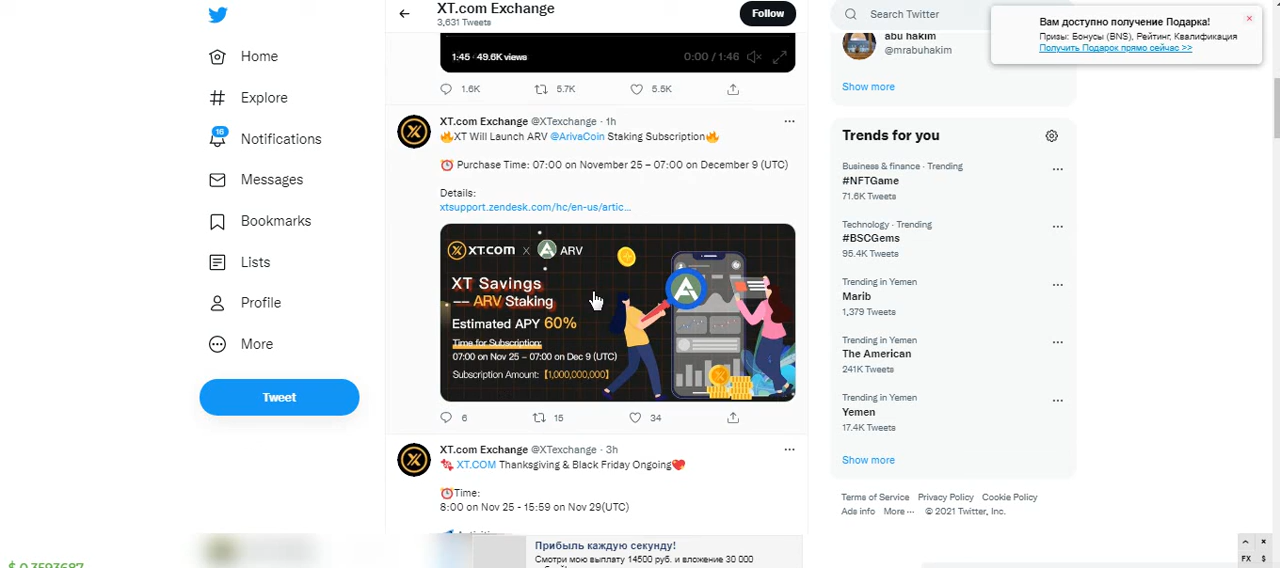 XT.com Exchange
3,631 Tweets
Follow
Search Twitter
Вам доступно получение Подарка!
Призы: Бонусы (BNS), Рейтинг, Квалификация
Получить Подарок прямо сейчас >>
Home
Explore
16
Notifications
Messages
Bookmarks
Lists
Profile
More
Tweet
1:45 · 49.6K views
0:00 / 1:46
1.6K 5.7K 5.5K
XT.com Exchange @XTexchange · 1h
🔥XT Will Launch ARV @ArivaCoin Staking Subscription🔥
⏰ Purchase Time: 07:00 on November 25 – 07:00 on December 9 (UTC)
Details:
xtsupport.zendesk.com/hc/en-us/artic...
XT.COM x ARV
XT Savings
— ARV Staking
Estimated APY 60%
Time for Subscription:
07:00 on Nov 25 – 07:00 on Dec 9 (UTC)
Subscription Amount:【1,000,000,000】
6 15 34
XT.com Exchange @XTexchange · 3h
XT.COM Thanksgiving & Black Friday Ongoing
⏰Time:
8:00 on Nov 25 - 15:59 on Nov 29(UTC)
abu hakim
@mrabuhakim
Show more
Trends for you
Business & finance · Trending
#NFTGame
71.6K Tweets
Technology · Trending
#BSCGems
95.4K Tweets
Trending in Yemen
Marib
1,379 Tweets
Trending in Yemen
The American
241K Tweets
Trending in Yemen
Yemen
17.4K Tweets
Show more
Terms of Service Privacy Policy Cookie Policy
Ads info More ··· © 2021 Twitter, Inc.
Прибыль каждую секунду!
Смотри мою выплату 14500 руб. и вложение 30 000
FX $